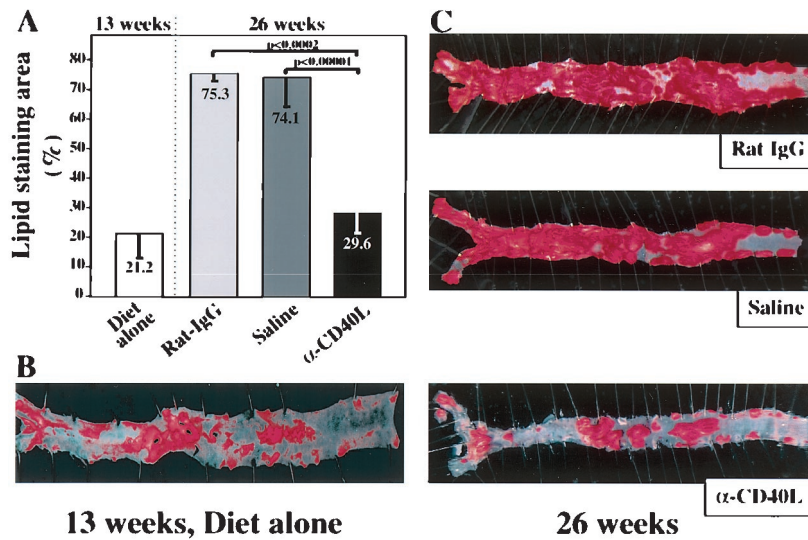 A
13 weeks
26 weeks
p<0.0002
p<0.00001
Lipid staining area
(%)
80
70
60
50
40
30
20
10
0
21.2
75.3
74.1
29.6
Diet
alone
Rat-IgG
Saline
α-CD40L
B
13 weeks, Diet alone
C
Rat IgG
Saline
α-CD40L
26 weeks